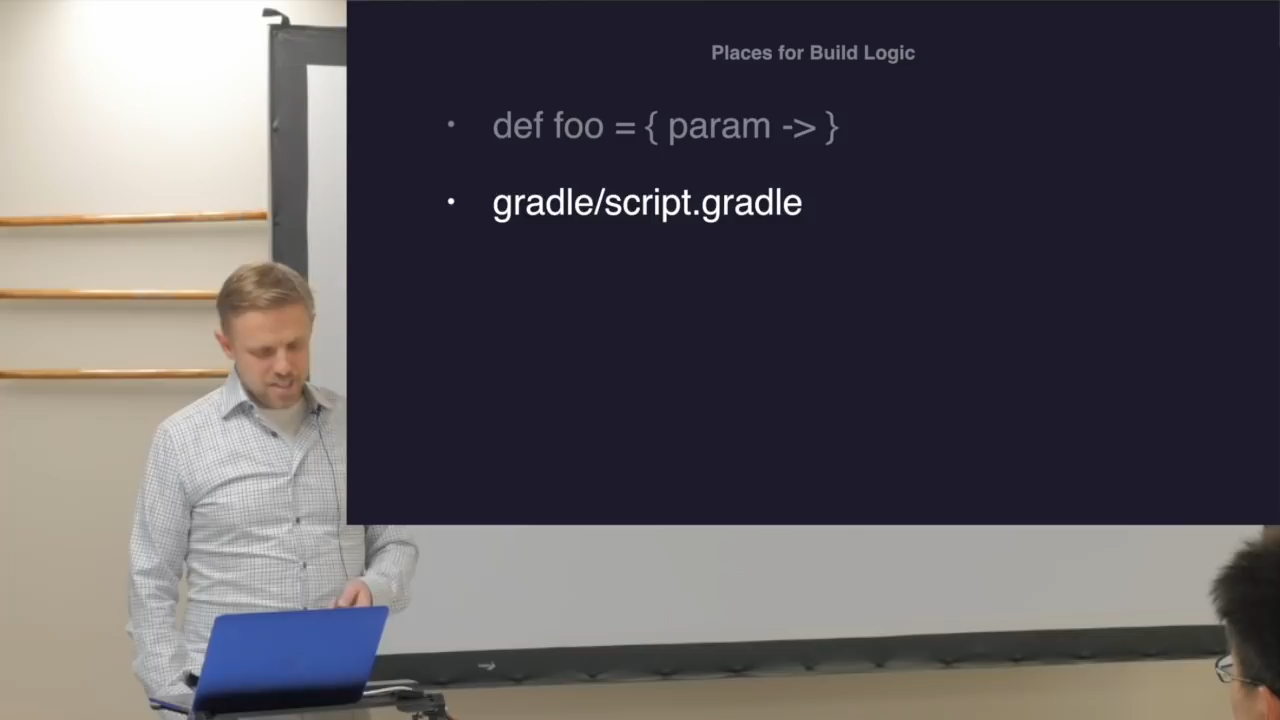 Places for Build Logic
• def foo = { param -> }
• gradle/script.gradle